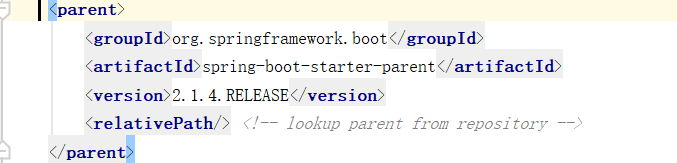 <parent>
<groupId>org.springframework.boot</groupId>
<artifactId>spring-boot-starter-parent</artifactId>
<version>2.1.4.RELEASE</version>
<relativePath/> <!-- lookup parent from repository -->
</parent>